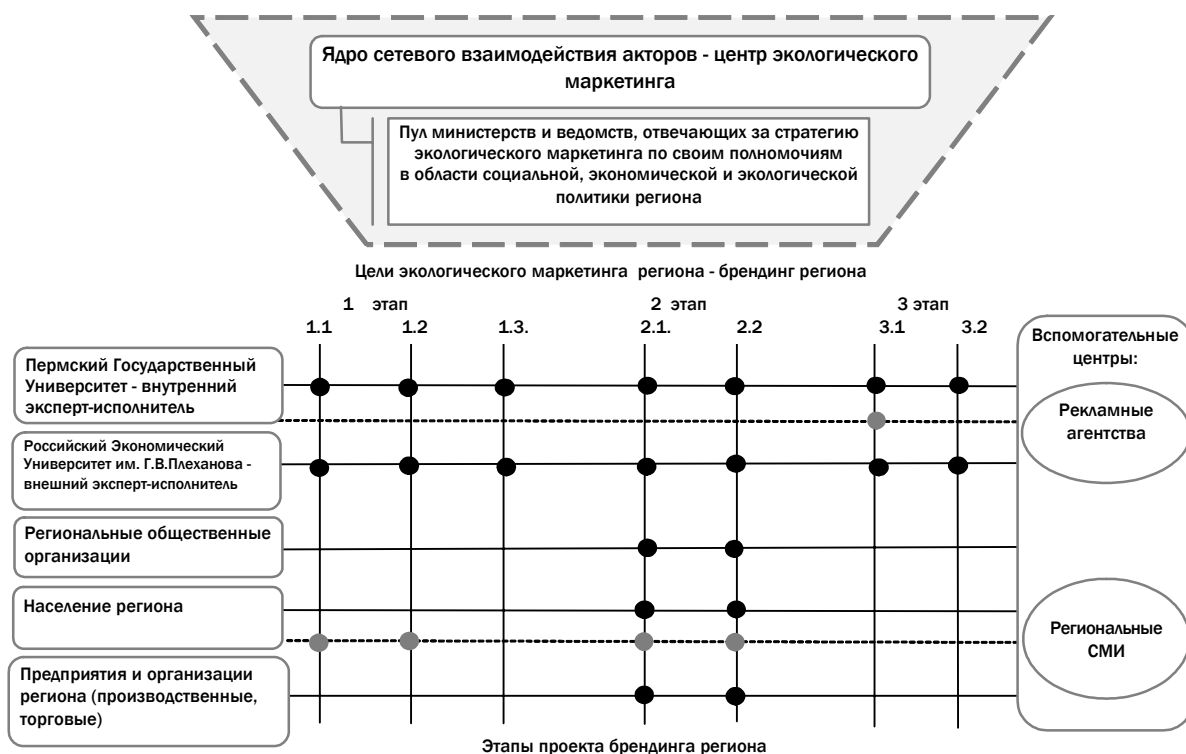 Ядро сетевого взаимодействия акторов - центр экологического
маркетинга
Пул министерств и ведомств, отвечающих за стратегию
экологического маркетинга по своим полномочиям
в области социальной, экономической и экологической
политики региона
Цели экологического маркетинга региона - брендинг региона
1 этап 2 этап 3 этап
1.1 1.2 1.3. 2.1. 2.2 3.1 3.2
Пермский Государственный
Университет - внутренний
эксперт-исполнитель
Российский Экономический
Университет им. Г.В.Плеханова -
внешний эксперт-исполнитель
Региональные общественные
организации
Население региона
Предприятия и организации
региона (производственные,
торговые)
Вспомогательные
центры:
Рекламные
агентства
Региональные
СМИ
Этапы проекта брендинга региона